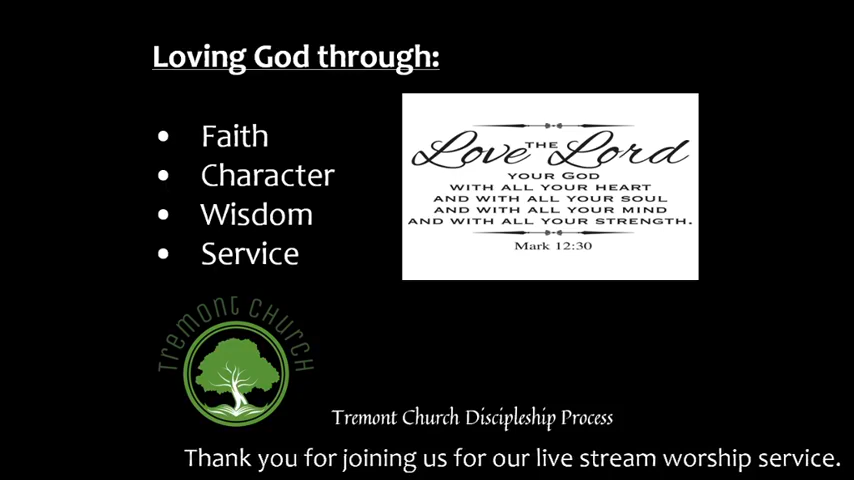 Loving God through:
• Faith
• Character
• Wisdom
• Service
Love THE Lord
YOUR GOD
WITH ALL YOUR HEART
AND WITH ALL YOUR SOUL
AND WITH ALL YOUR MIND
AND WITH ALL YOUR STRENGTH.
Mark 12:30
TREMONT CHURCH
Tremont Church Discipleship Process
Thank you for joining us for our live stream worship service.